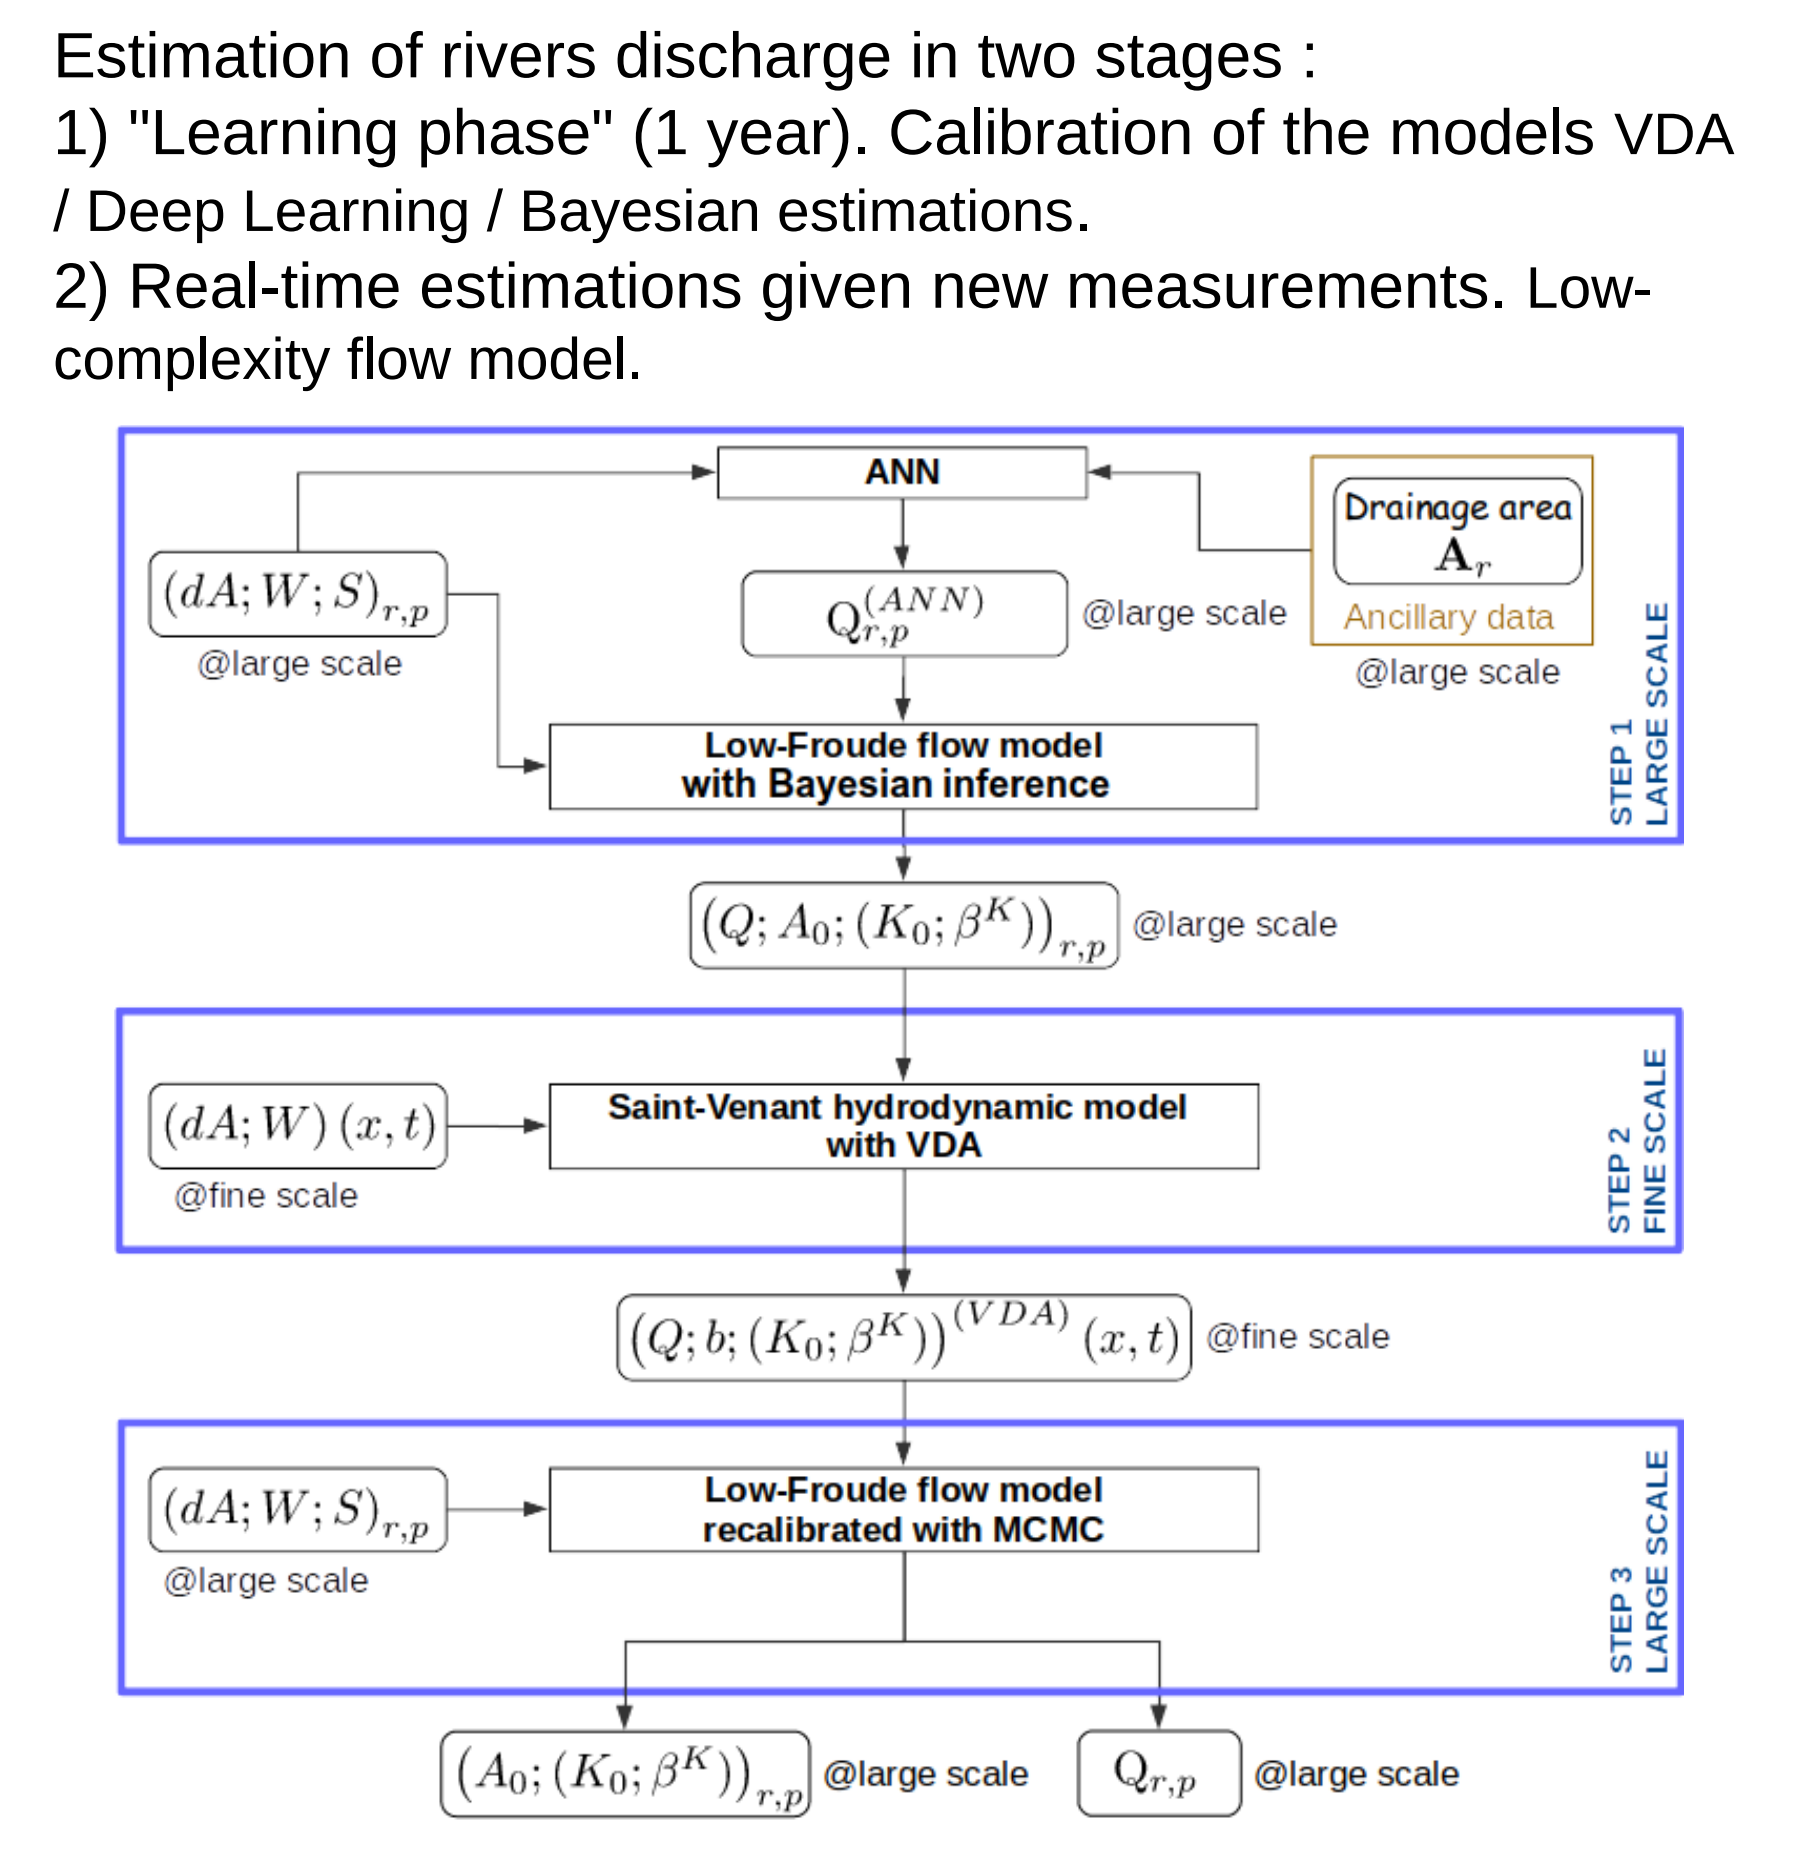 Estimation of rivers discharge in two stages :
1) "Learning phase" (1 year). Calibration of the models VDA
/ Deep Learning / Bayesian estimations.
2) Real-time estimations given new measurements. Low-
complexity flow model.
ANN
Drainage area
A_r
Ancillary data
@large scale
(dA; W; S)_{r,p}
@large scale
Q_{r,p}^{(ANN)}
@large scale
Low-Froude flow model
with Bayesian inference
STEP 1
LARGE SCALE
(Q; A_0; (K_0; β^K))_{r,p}
@large scale
(dA; W) (x, t)
@fine scale
Saint-Venant hydrodynamic model
with VDA
STEP 2
FINE SCALE
(Q; b; (K_0; β^K))^{(VDA)} (x, t)
@fine scale
(dA; W; S)_{r,p}
@large scale
Low-Froude flow model
recalibrated with MCMC
STEP 3
LARGE SCALE
(A_0; (K_0; β^K))_{r,p}
@large scale
Q_{r,p}
@large scale